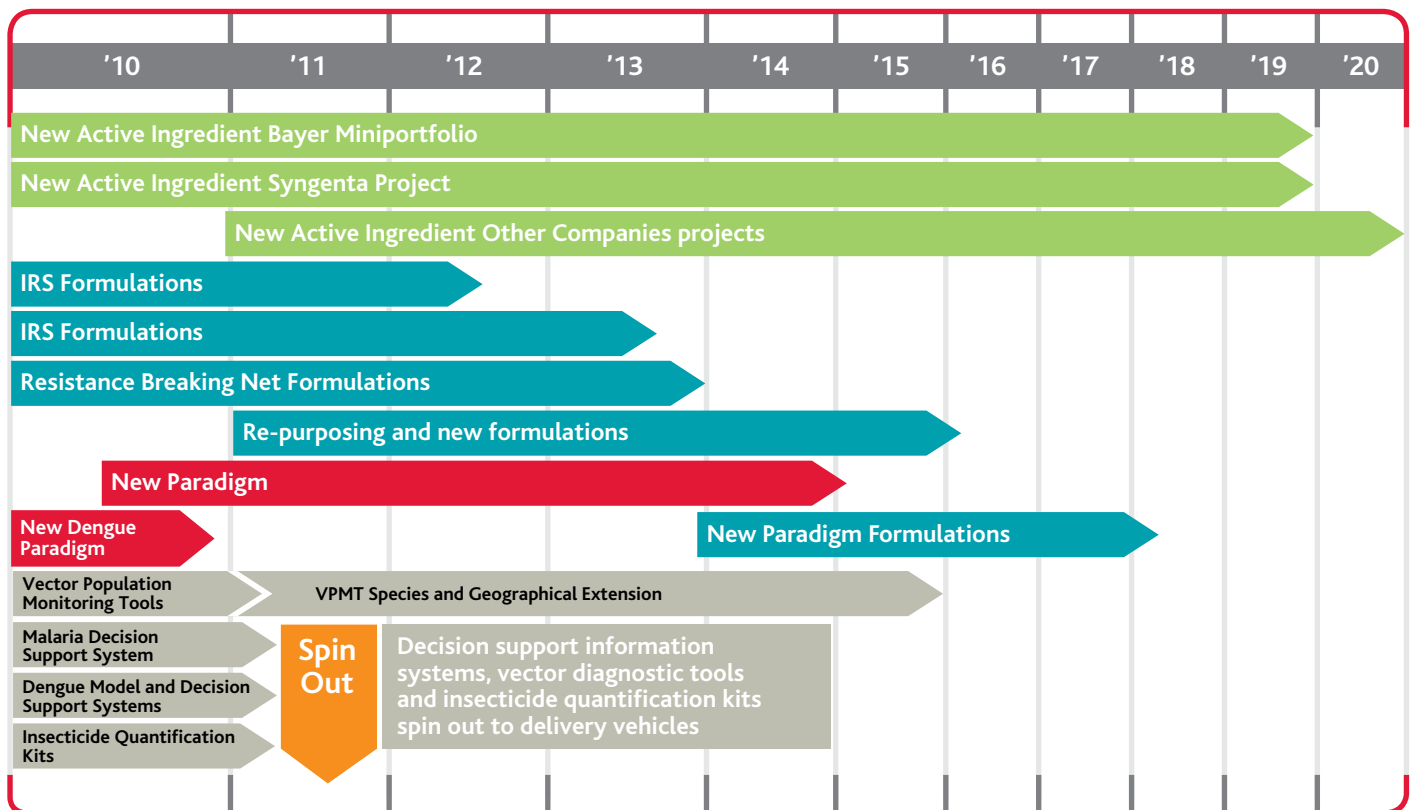 ’10 ’11 ’12 ’13 ’14 ’15 ’16 ’17 ’18 ’19 ’20
New Active Ingredient Bayer Miniportfolio
New Active Ingredient Syngenta Project
New Active Ingredient Other Companies projects
IRS Formulations
IRS Formulations
Resistance Breaking Net Formulations
Re-purposing and new formulations
New Paradigm
New Dengue
Paradigm
New Paradigm Formulations
Vector Population
Monitoring Tools
VPMT Species and Geographical Extension
Malaria Decision
Support System
Dengue Model and Decision
Support Systems
Insecticide Quantification
Kits
Spin
Out
Decision support information
systems, vector diagnostic tools
and insecticide quantification kits
spin out to delivery vehicles